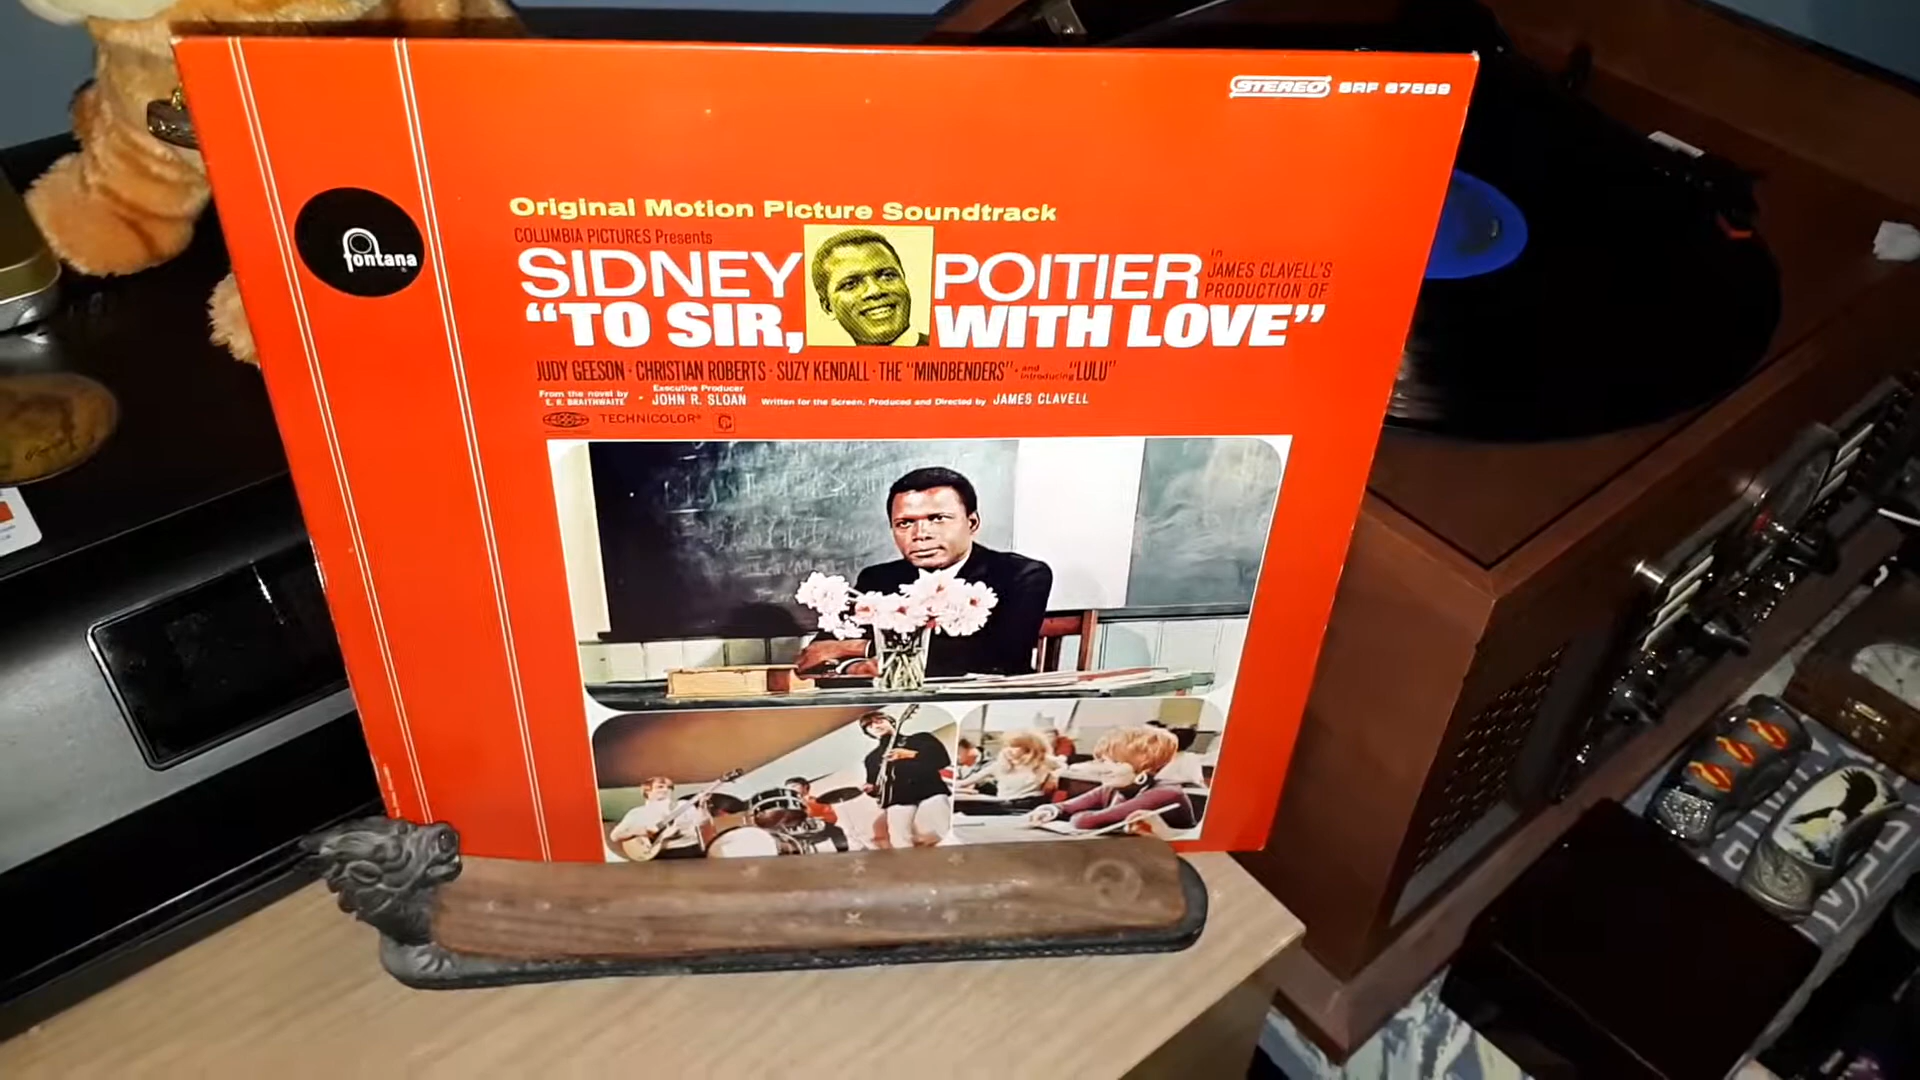 STEREO SRF 67569
fontana
Original Motion Picture Soundtrack
COLUMBIA PICTURES Presents
SIDNEY POITIER
in
JAMES CLAVELL'S
PRODUCTION OF
“TO SIR, WITH LOVE”
JUDY GEESON · CHRISTIAN ROBERTS · SUZY KENDALL · THE "MINDBENDERS" · and introducing "LULU"
From the novel by
E. R. BRAITHWAITE
· Executive Producer
JOHN R. SLOAN
Written for the Screen, Produced and Directed by JAMES CLAVELL
TECHNICOLOR®